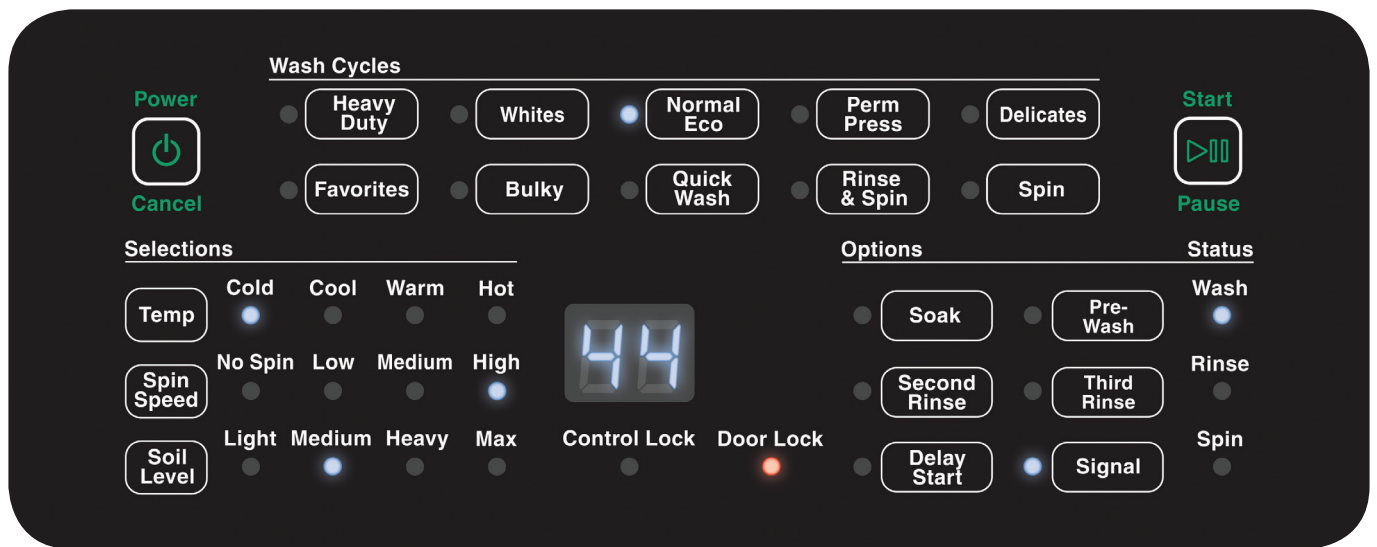 Wash Cycles
Power
Cancel
Heavy
Duty
Whites
Normal
Eco
Perm
Press
Delicates
Favorites
Bulky
Quick
Wash
Rinse
& Spin
Spin
Start
Pause
Selections
Temp
Cold Cool Warm Hot
Spin
Speed
No Spin Low Medium High
Soil
Level
Light Medium Heavy Max
44
Control Lock
Door Lock
Options
Soak
Pre-
Wash
Second
Rinse
Third
Rinse
Delay
Start
Signal
Status
Wash
Rinse
Spin